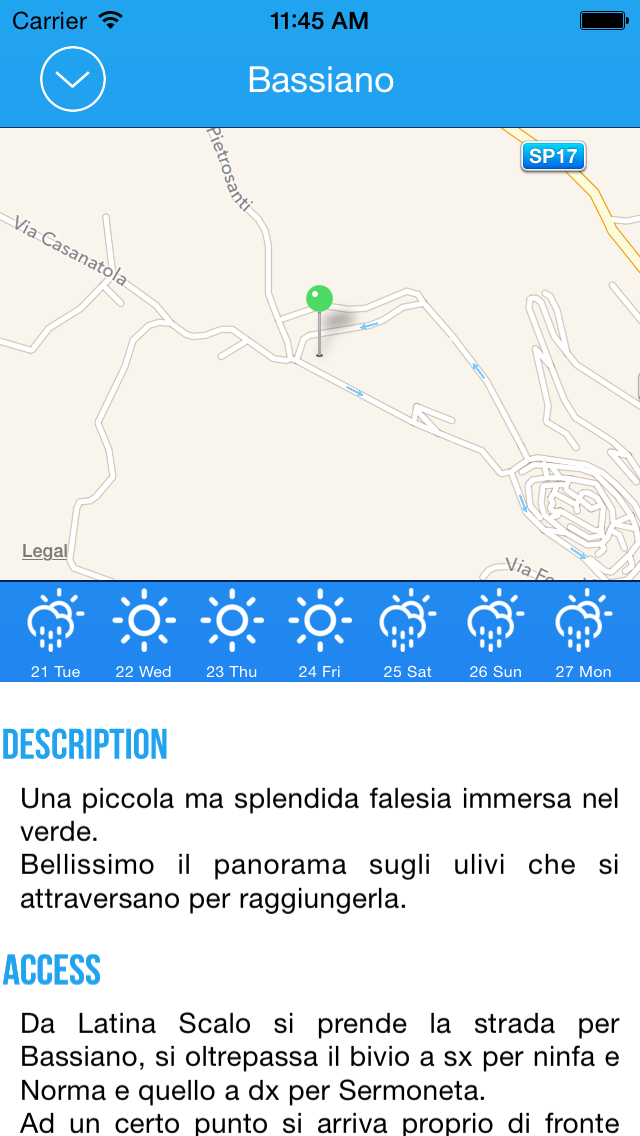 Carrier 11:45 AM
Bassiano
Pietrosanti
SP17
Via Casanatola
Legal
Via
21 Tue 22 Wed 23 Thu 24 Fri 25 Sat 26 Sun 27 Mon
DESCRIPTION
Una piccola ma splendida falesia immersa nel
verde.
Bellissimo il panorama sugli ulivi che si
attraversano per raggiungerla.
ACCESS
Da Latina Scalo si prende la strada per
Bassiano, si oltrepassa il bivio a sx per ninfa e
Norma e quello a dx per Sermoneta.
Ad un certo punto si arriva proprio di fronte